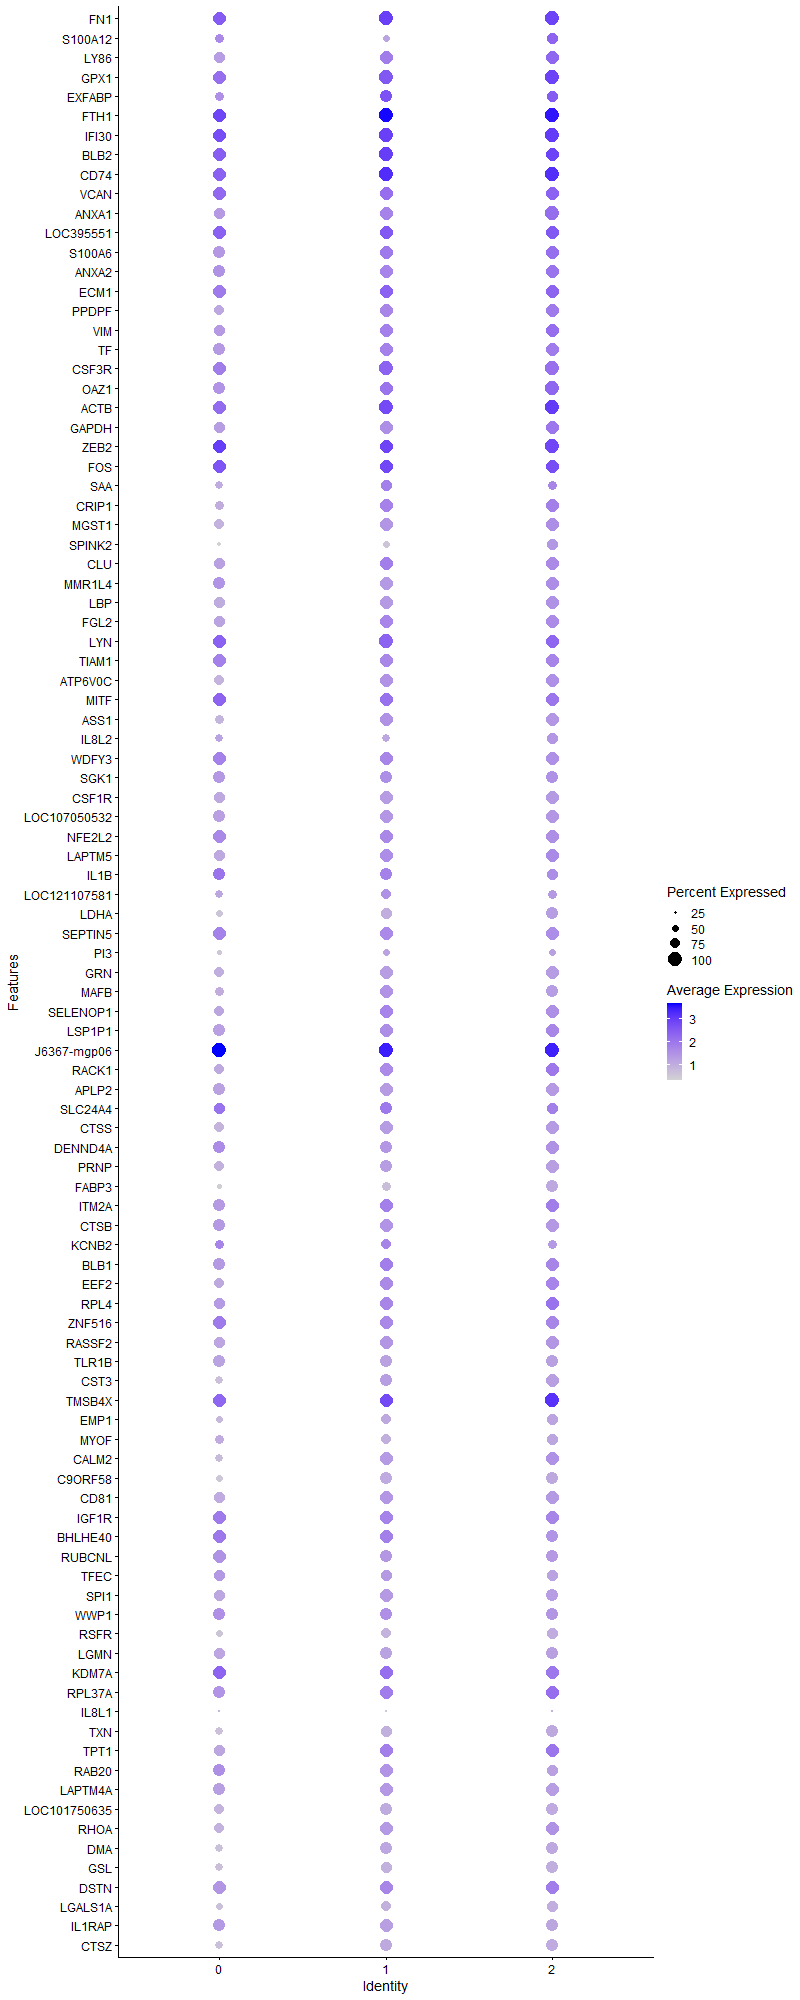 FN1
S100A12
LY86
GPX1
EXFABP
FTH1
IFI30
BLB2
CD74
VCAN
ANXA1
LOC395551
S100A6
ANXA2
ECM1
PPDPF
VIM
TF
CSF3R
OAZ1
ACTB
GAPDH
ZEB2
FOS
SAA
CRIP1
MGST1
SPINK2
CLU
MMR1L4
LBP
FGL2
LYN
TIAM1
ATP6V0C
MITF
ASS1
IL8L2
WDFY3
SGK1
CSF1R
LOC107050532
NFE2L2
LAPTM5
IL1B
LOC121107581
LDHA
SEPTIN5
PI3
GRN
MAFB
SELENOP1
LSP1P1
J6367-mgp06
RACK1
APLP2
SLC24A4
CTSS
DENND4A
PRNP
FABP3
ITM2A
CTSB
KCNB2
BLB1
EEF2
RPL4
ZNF516
RASSF2
TLR1B
CST3
TMSB4X
EMP1
MYOF
CALM2
C9ORF58
CD81
IGF1R
BHLHE40
RUBCNL
TFEC
SPI1
WWP1
RSFR
LGMN
KDM7A
RPL37A
IL8L1
TXN
TPT1
RAB20
LAPTM4A
LOC101750635
RHOA
DMA
GSL
DSTN
LGALS1A
IL1RAP
CTSZ
Features
0 1 2
Identity
Percent Expressed
25
50
75
100
Average Expression
3
2
1